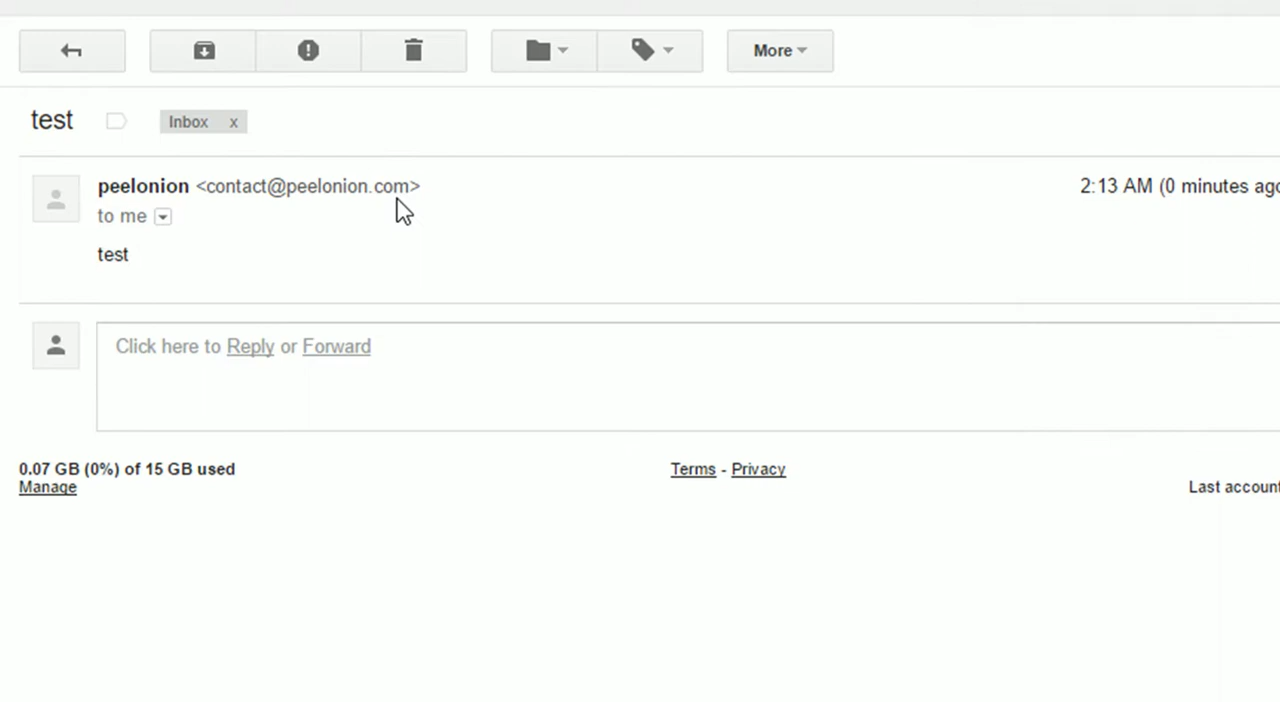 More
test Inbox x
peelonion <contact@peelonion.com> 2:13 AM (0 minutes ago
to me
test
Click here to Reply or Forward
0.07 GB (0%) of 15 GB used Terms - Privacy
Manage Last account